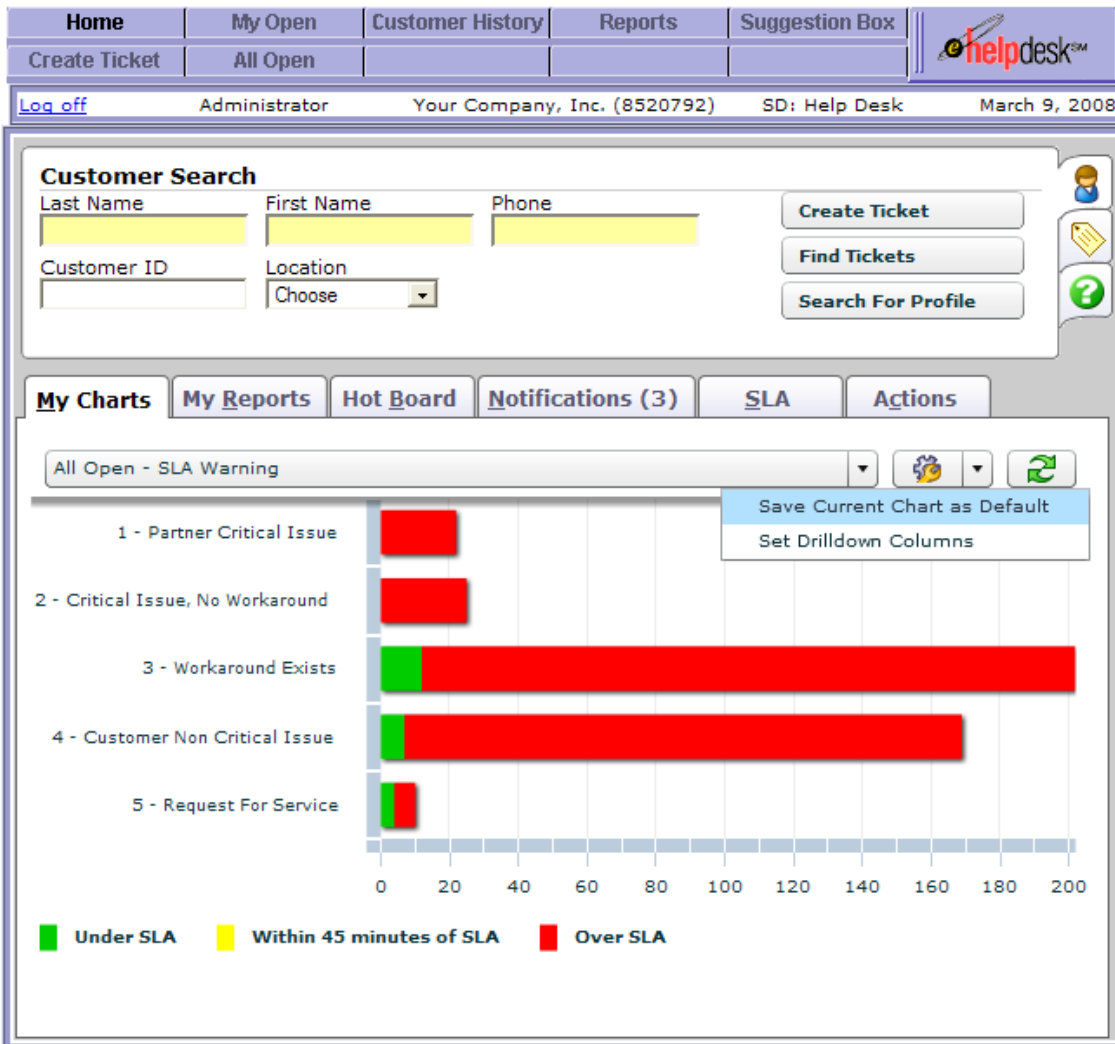 Home My Open Customer History Reports Suggestion Box
Create Ticket All Open
ehelpdesk SM
Log off Administrator Your Company, Inc. (8520792) SD: Help Desk March 9, 2008
Customer Search
Last Name First Name Phone
Create Ticket
Find Tickets
Customer ID Location
Choose
Search For Profile
My Charts My Reports Hot Board Notifications (3) SLA Actions
All Open - SLA Warning
Save Current Chart as Default
Set Drilldown Columns
1 - Partner Critical Issue
2 - Critical Issue, No Workaround
3 - Workaround Exists
4 - Customer Non Critical Issue
5 - Request For Service
0 20 40 60 80 100 120 140 160 180 200
Under SLA Within 45 minutes of SLA Over SLA